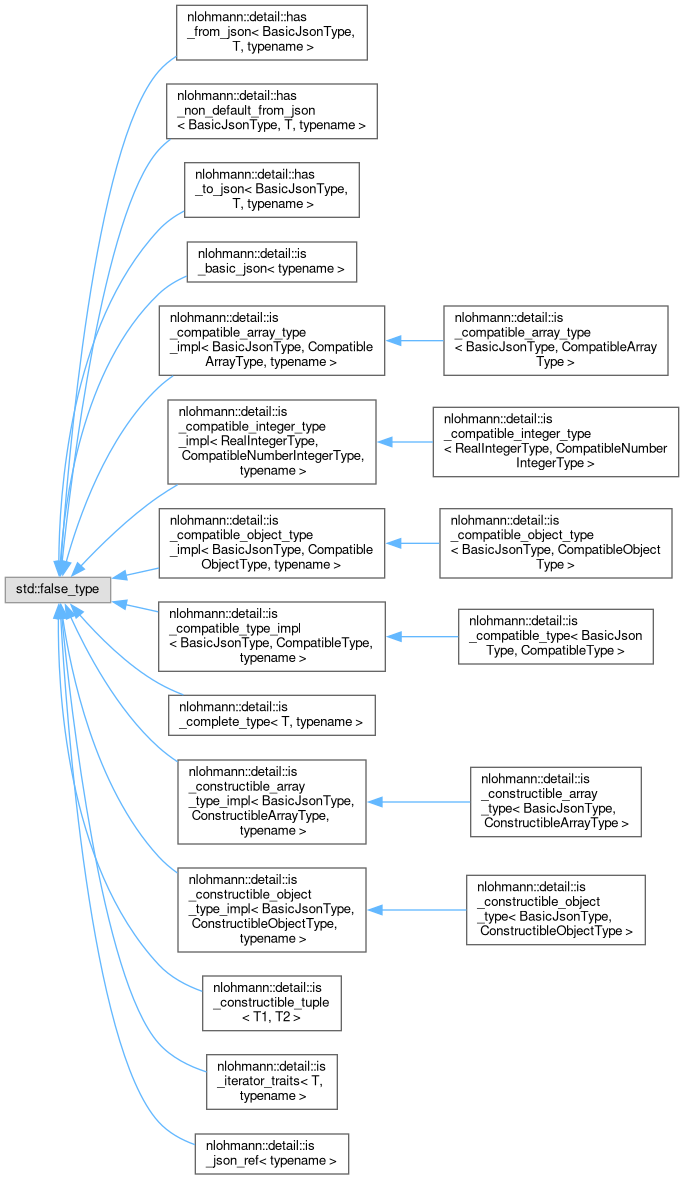 nlohmann::detail::has
_from_json< BasicJsonType,
T, typename >
nlohmann::detail::has
_non_default_from_json
< BasicJsonType, T, typename >
nlohmann::detail::has
_to_json< BasicJsonType,
T, typename >
nlohmann::detail::is
_basic_json< typename >
nlohmann::detail::is
_compatible_array_type
_impl< BasicJsonType, Compatible
ArrayType, typename >
nlohmann::detail::is
_compatible_array_type
< BasicJsonType, CompatibleArray
Type >
nlohmann::detail::is
_compatible_integer_type
_impl< RealIntegerType,
CompatibleNumberIntegerType,
typename >
nlohmann::detail::is
_compatible_integer_type
< RealIntegerType, CompatibleNumber
IntegerType >
nlohmann::detail::is
_compatible_object_type
_impl< BasicJsonType, Compatible
ObjectType, typename >
nlohmann::detail::is
_compatible_object_type
< BasicJsonType, CompatibleObject
Type >
std::false_type
nlohmann::detail::is
_compatible_type_impl
< BasicJsonType, CompatibleType,
typename >
nlohmann::detail::is
_compatible_type< BasicJson
Type, CompatibleType >
nlohmann::detail::is
_complete_type< T, typename >
nlohmann::detail::is
_constructible_array
_type_impl< BasicJsonType,
ConstructibleArrayType,
typename >
nlohmann::detail::is
_constructible_array
_type< BasicJsonType,
ConstructibleArrayType >
nlohmann::detail::is
_constructible_object
_type_impl< BasicJsonType,
ConstructibleObjectType,
typename >
nlohmann::detail::is
_constructible_object
_type< BasicJsonType,
ConstructibleObjectType >
nlohmann::detail::is
_constructible_tuple
< T1, T2 >
nlohmann::detail::is
_iterator_traits< T,
typename >
nlohmann::detail::is
_json_ref< typename >